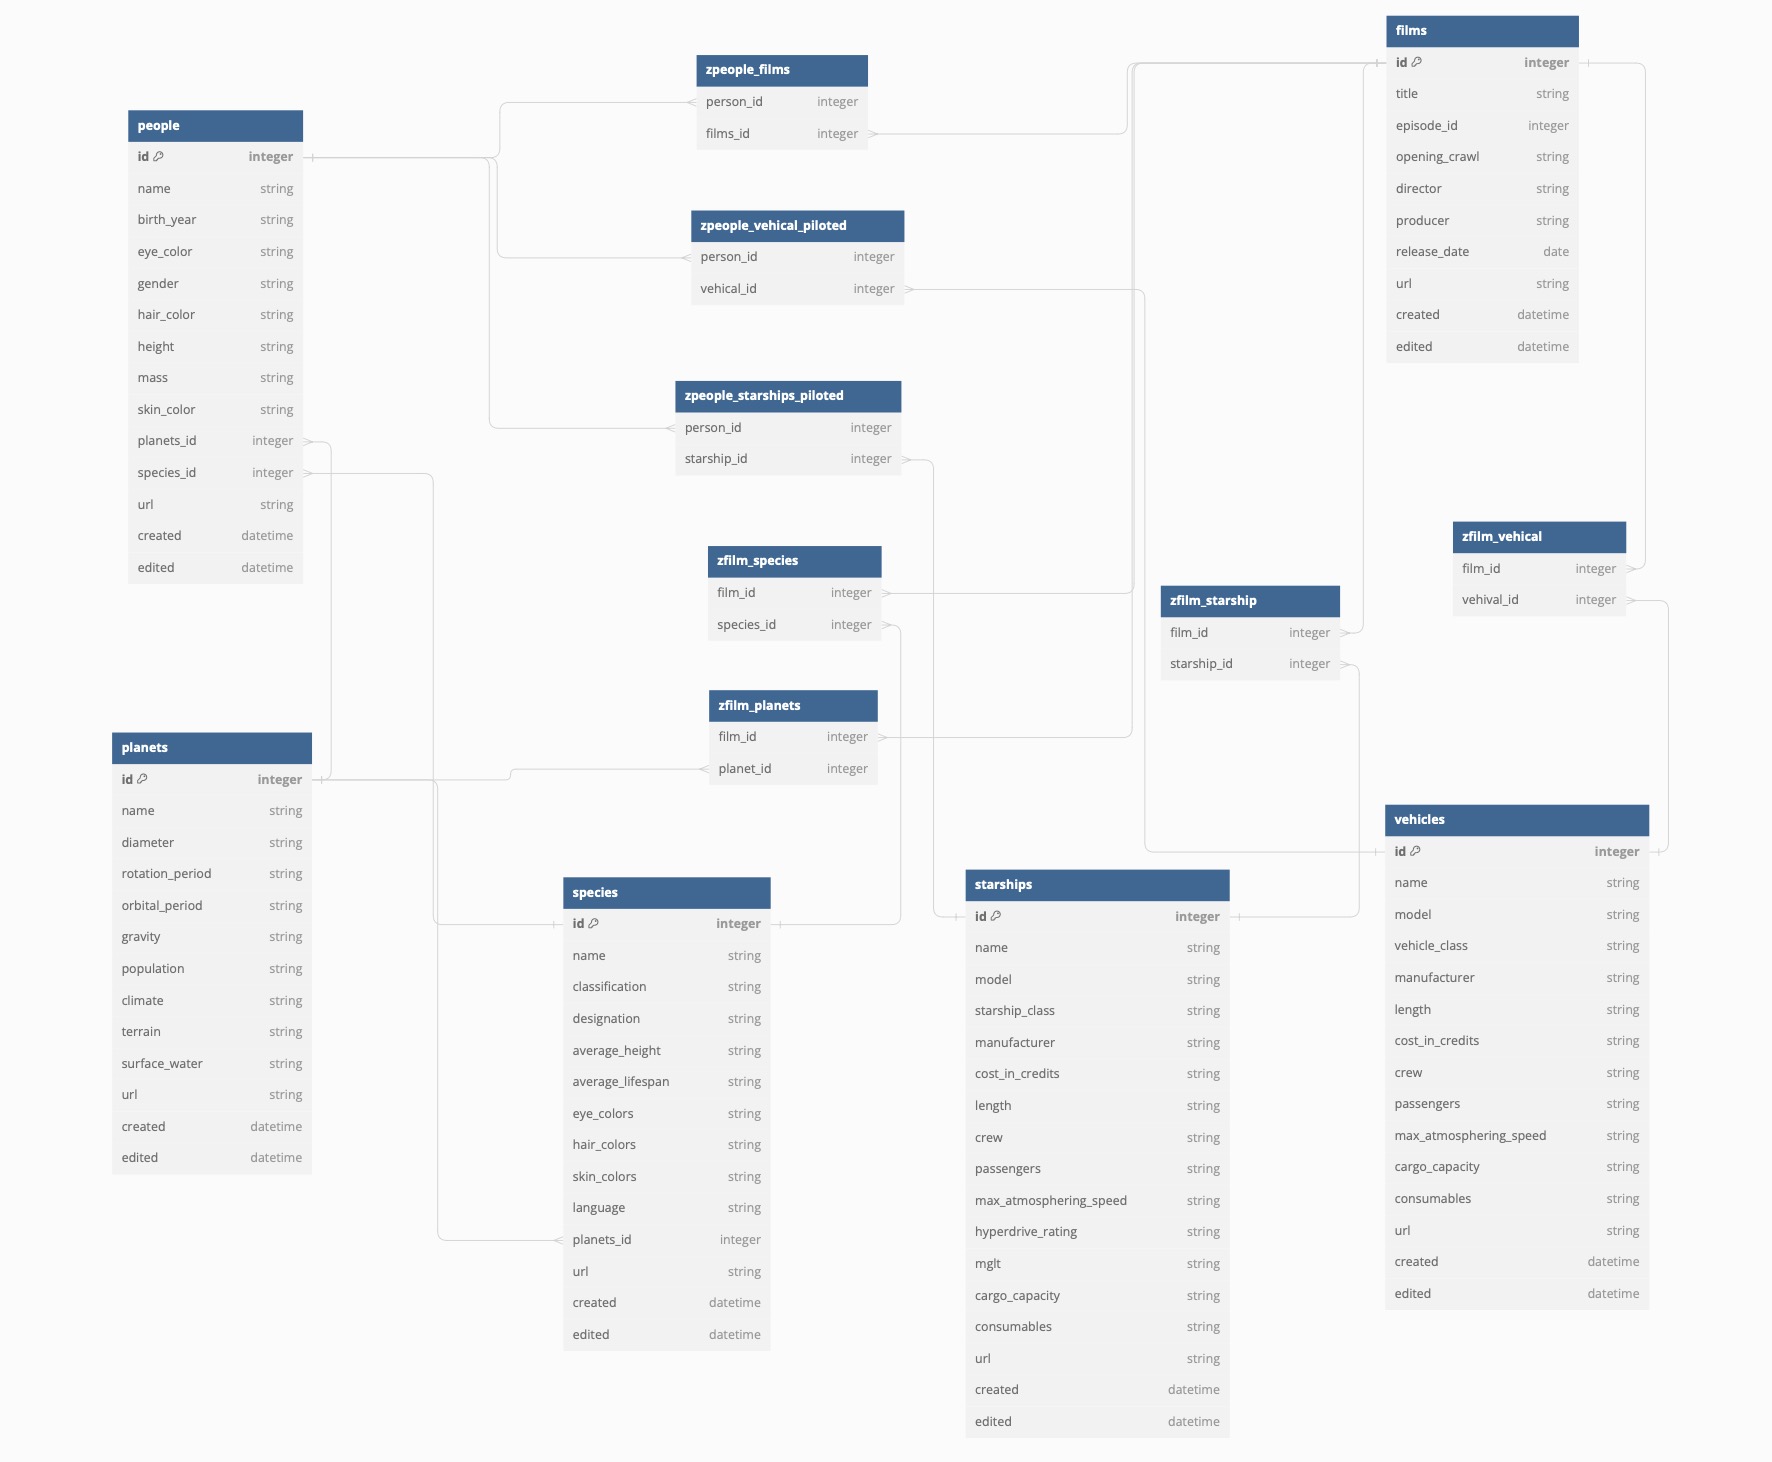 films
id integer
title string
episode_id integer
opening_crawl string
director string
producer string
release_date date
url string
created datetime
edited datetime
zpeople_films
person_id integer
films_id integer
people
id integer
name string
birth_year string
eye_color string
gender string
hair_color string
height string
mass string
skin_color string
planets_id integer
species_id integer
url string
created datetime
edited datetime
zpeople_vehical_piloted
person_id integer
vehical_id integer
zpeople_starships_piloted
person_id integer
starship_id integer
zfilm_species
film_id integer
species_id integer
zfilm_starship
film_id integer
starship_id integer
zfilm_vehical
film_id integer
vehival_id integer
zfilm_planets
film_id integer
planet_id integer
planets
id integer
name string
diameter string
rotation_period string
orbital_period string
gravity string
population string
climate string
terrain string
surface_water string
url string
created datetime
edited datetime
species
id integer
name string
classification string
designation string
average_height string
average_lifespan string
eye_colors string
hair_colors string
skin_colors string
language string
planets_id integer
url string
created datetime
edited datetime
starships
id integer
name string
model string
starship_class string
manufacturer string
cost_in_credits string
length string
crew string
passengers string
max_atmosphering_speed string
hyperdrive_rating string
mglt string
cargo_capacity string
consumables string
url string
created datetime
edited datetime
vehicles
id integer
name string
model string
vehicle_class string
manufacturer string
length string
cost_in_credits string
crew string
passengers string
max_atmosphering_speed string
cargo_capacity string
consumables string
url string
created datetime
edited datetime